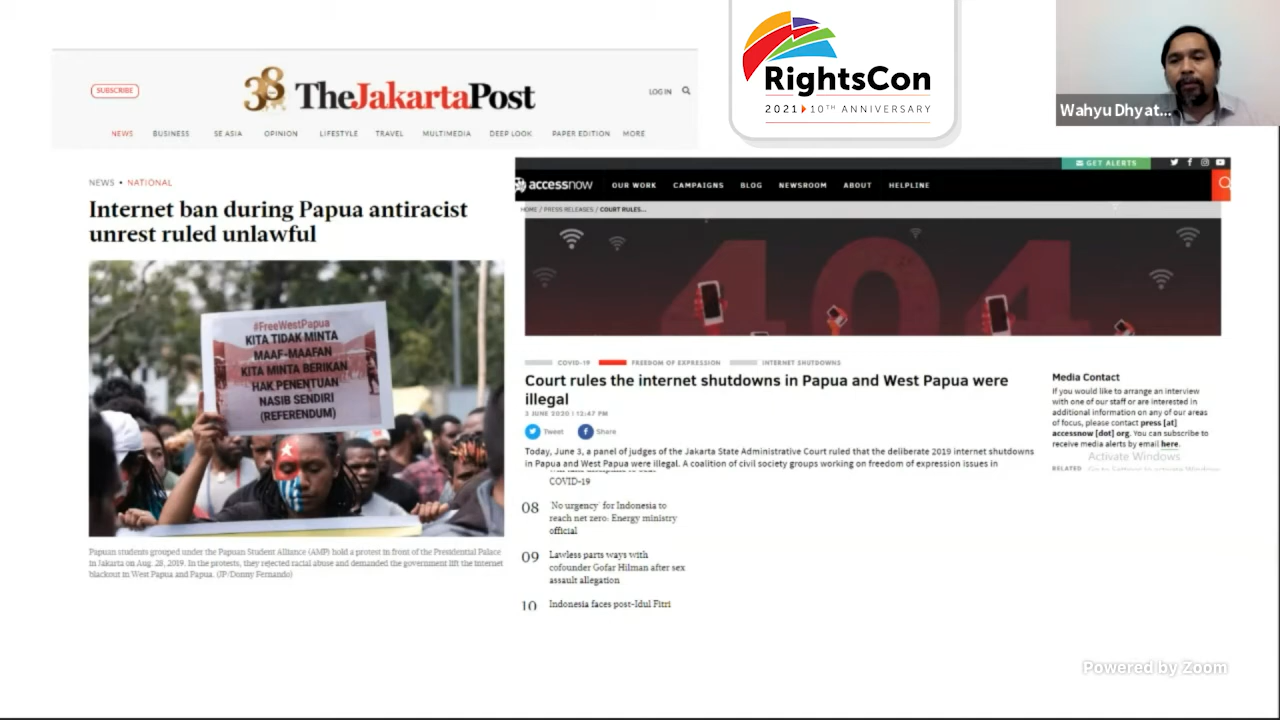 38 TheJakartaPost
SUBSCRIBE
LOG IN
NEWS BUSINESS SE ASIA OPINION LIFESTYLE TRAVEL MULTIMEDIA DEEP LOOK PAPER EDITION MORE
RightsCon
2021 10TH ANNIVERSARY
Wahyu Dhyat...
NEWS • NATIONAL
Internet ban during Papua antiracist
unrest ruled unlawful
#FreeWestPapua
KITA TIDAK MINTA
MAAF-MAAFAN
KITA MINTA BERIKAN
HAK PENENTUAN
NASIB SENDIRI
(REFERENDUM)
Papuan students grouped under the Papuan Student Alliance (AMP) hold a protest in front of the Presidential Palace
in Jakarta on Aug. 28, 2019. In the protests, they rejected racial abuse and demanded the government lift the internet
blackout in West Papua and Papua. (JP/Donny Fernando)
GET ALERTS
accessnow OUR WORK CAMPAIGNS BLOG NEWSROOM ABOUT HELPLINE
HOME / PRESS RELEASES / COURT RULES...
404
COVID-19 FREEDOM OF EXPRESSION INTERNET SHUTDOWNS
Court rules the internet shutdowns in Papua and West Papua were
illegal
3 JUNE 2020 | 12:47 PM
Tweet Share
Today, June 3, a panel of judges of the Jakarta State Administrative Court ruled that the deliberate 2019 internet shutdowns
in Papua and West Papua were illegal. A coalition of civil society groups working on freedom of expression issues in
Media Contact
If you would like to arrange an interview
with one of our staff or are interested in
additional information on any of our areas
of focus, please contact press [at]
accessnow [dot] org. You can subscribe to
receive media alerts by email here.
Activate Windows
RELATED Go to Settings to activate Windows
COVID-19
08 'No urgency' for Indonesia to
reach net zero: Energy ministry
official
09 Lawless parts ways with
cofounder Gofar Hilman after sex
assault allegation
10 Indonesia faces post-Idul Fitri
Powered by Zoom